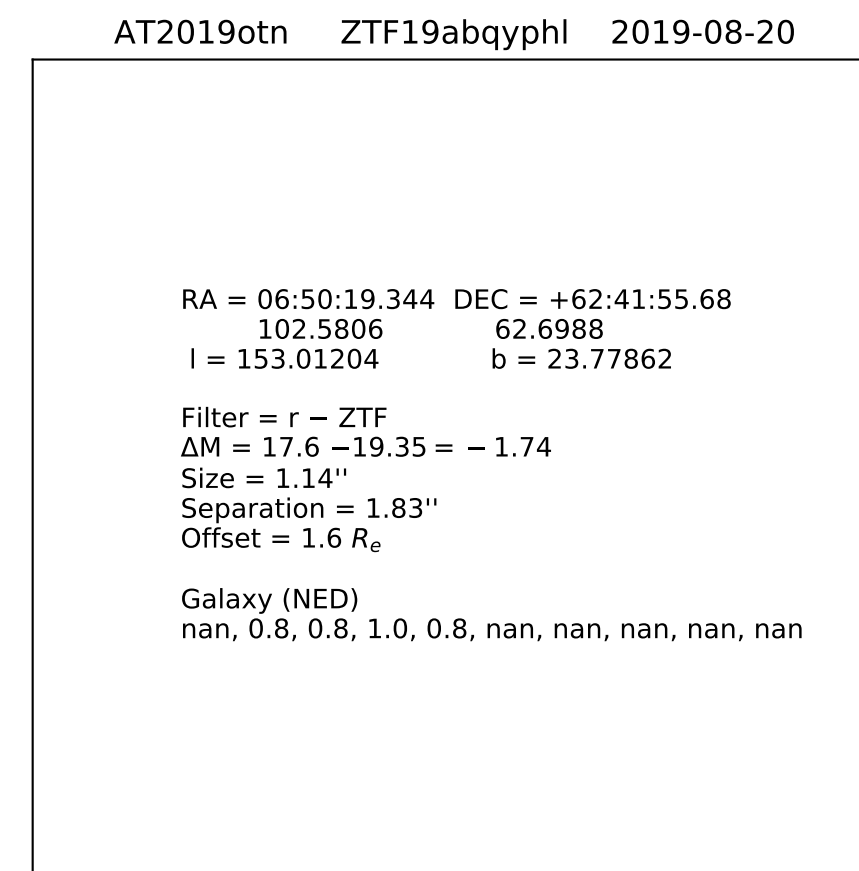 AT2019otn ZTF19abqyphl 2019-08-20
RA = 06:50:19.344 DEC = +62:41:55.68
102.5806 62.6988
l = 153.01204 b = 23.77862
Filter = r − ZTF
ΔM = 17.6 −19.35 = − 1.74
Size = 1.14''
Separation = 1.83''
Offset = 1.6 Rₑ
Galaxy (NED)
nan, 0.8, 0.8, 1.0, 0.8, nan, nan, nan, nan, nan